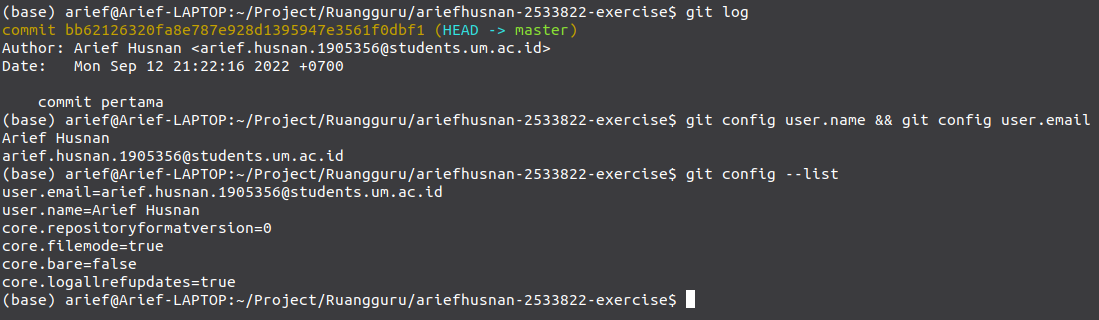 (base) arief@Arief-LAPTOP:~/Project/Ruangguru/ariefhusnan-2533822-exercise$ git log
commit bb62126320fa8e787e928d1395947e3561f0dbf1 (HEAD -> master)
Author: Arief Husnan <arief.husnan.1905356@students.um.ac.id>
Date:   Mon Sep 12 21:22:16 2022 +0700

    commit pertama
(base) arief@Arief-LAPTOP:~/Project/Ruangguru/ariefhusnan-2533822-exercise$ git config user.name && git config user.email
Arief Husnan
arief.husnan.1905356@students.um.ac.id
(base) arief@Arief-LAPTOP:~/Project/Ruangguru/ariefhusnan-2533822-exercise$ git config --list
user.email=arief.husnan.1905356@students.um.ac.id
user.name=Arief Husnan
core.repositoryformatversion=0
core.filemode=true
core.bare=false
core.logallrefupdates=true
(base) arief@Arief-LAPTOP:~/Project/Ruangguru/ariefhusnan-2533822-exercise$